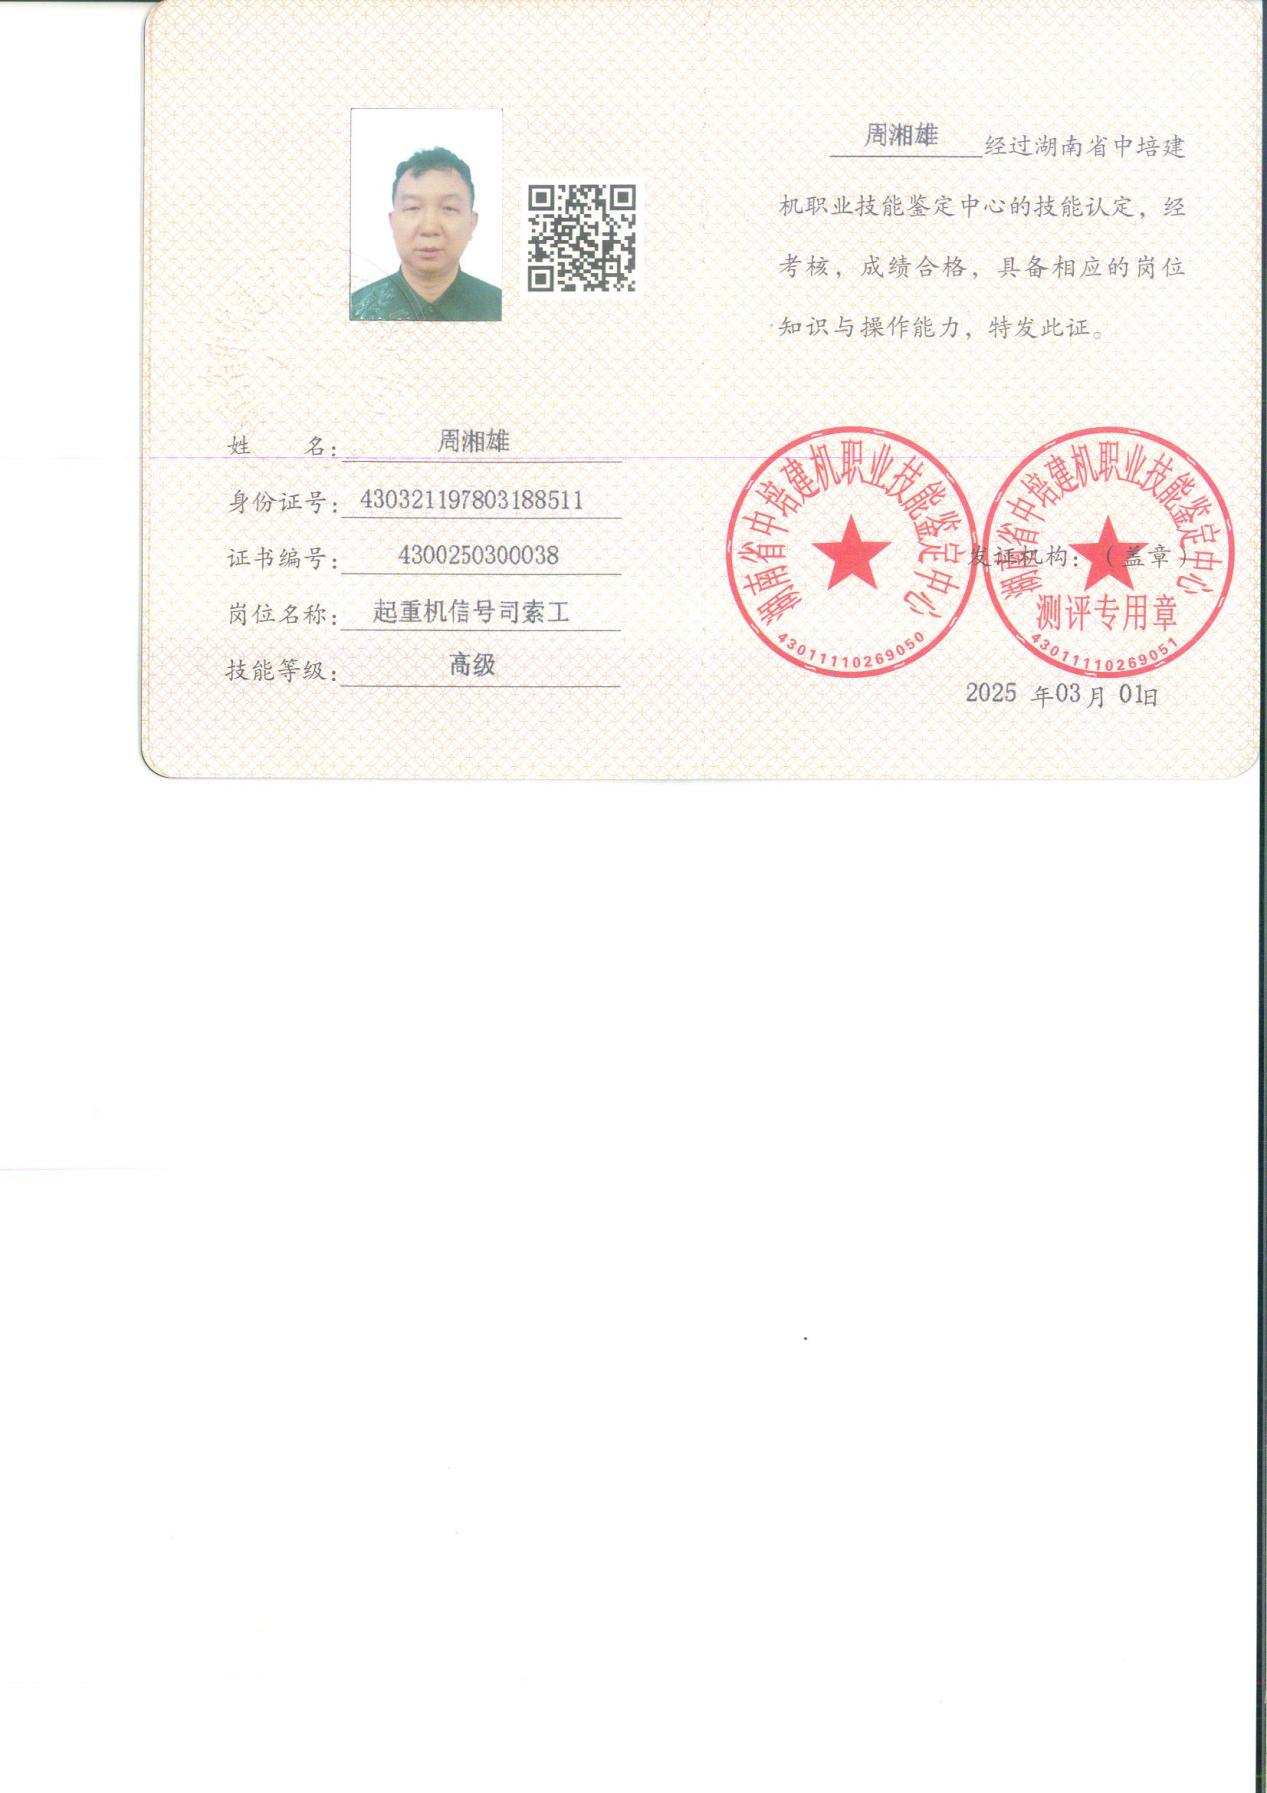 姓 名：周湘雄
身份证号：430321197803188511
证书编号：4300250300038
岗位名称：起重机信号司索工
技能等级：高级
周湘雄 经过湖南省中培建
机职业技能鉴定中心的技能认定，经
考核，成绩合格，具备相应的岗位
知识与操作能力，特发此证。
湖南省中培建机职业技能鉴定中心
43011110269050
湖南省中培建机职业技能鉴定中心
发证机构：（盖章）
测评专用章
43011110269051
2025 年03月 01日